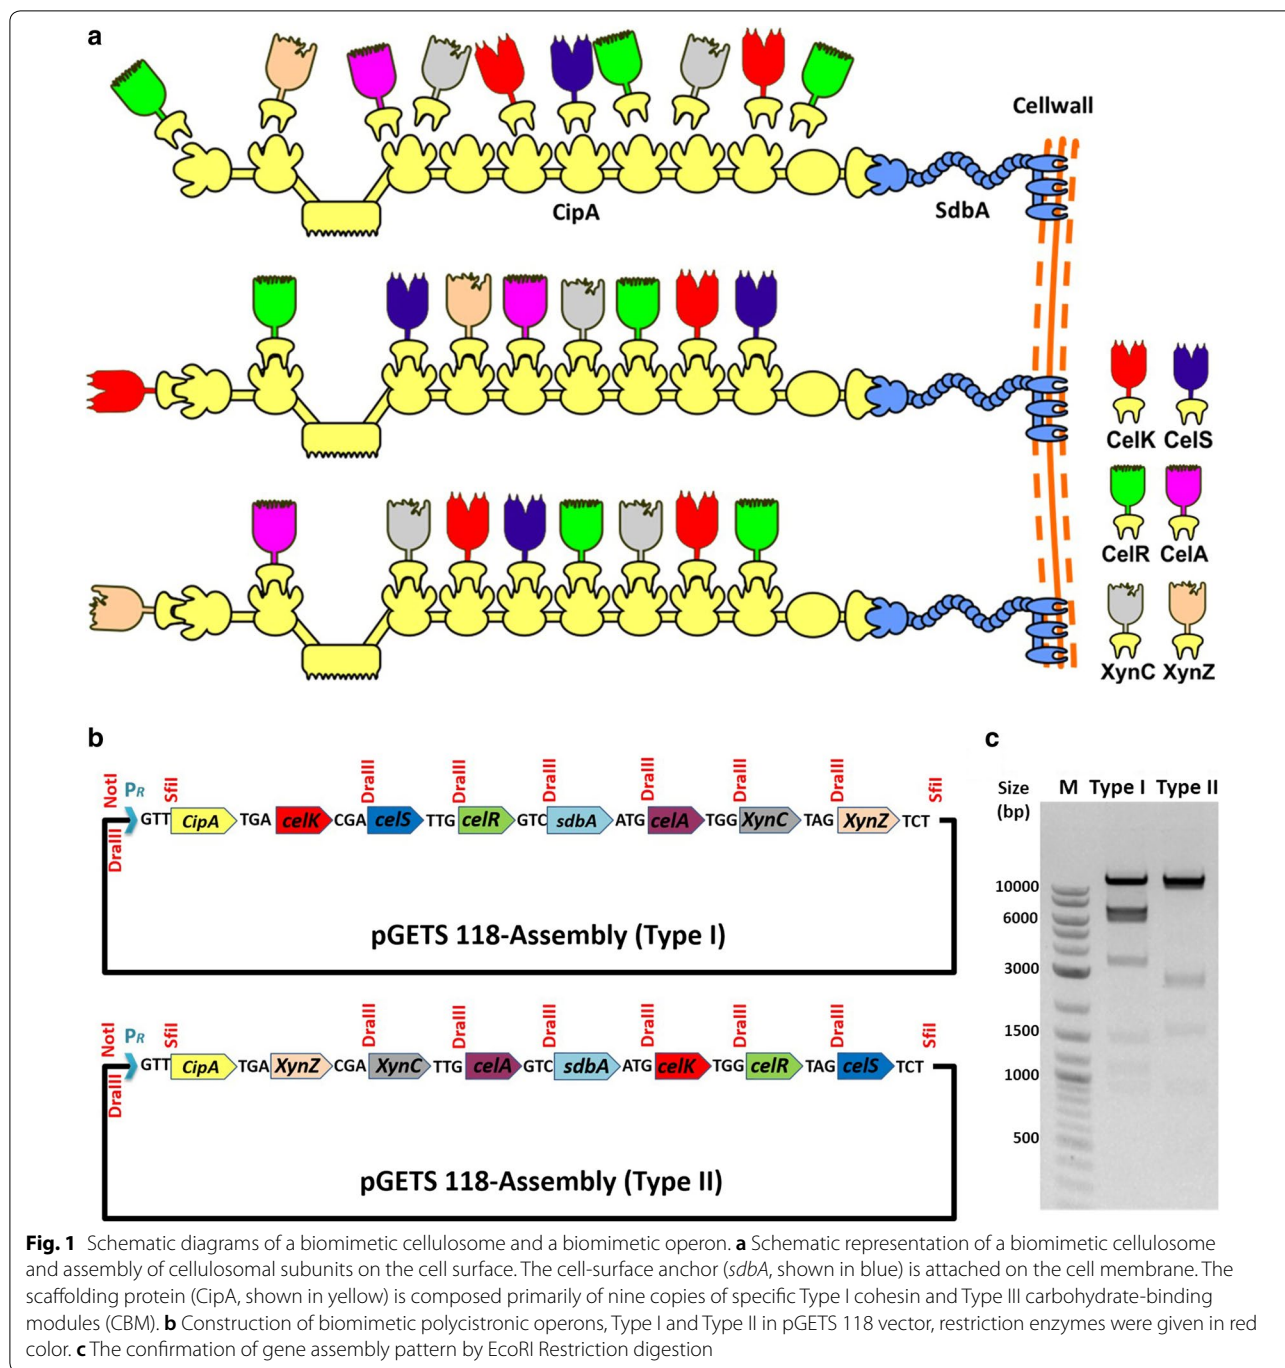 a
Cellwall
CipA
SdbA
CelK CelS
CelR CelA
XynC XynZ
b
NotI
DraIII
PR
SfiI
DraIII
DraIII
DraIII
DraIII
DraIII
DraIII
SfiI
GTT CipA TGA celK CGA celS TTG celR GTC sdbA ATG celA TGG XynC TAG XynZ TCT
pGETS 118-Assembly (Type I)
NotI
DraIII
PR
SfiI
DraIII
DraIII
DraIII
DraIII
DraIII
DraIII
SfiI
GTT CipA TGA XynZ CGA XynC TTG celA GTC sdbA ATG celK TGG celR TAG celS TCT
pGETS 118-Assembly (Type II)
c
Size (bp)
M Type I Type II
10000
6000
3000
1500
1000
500
Fig. 1 Schematic diagrams of a biomimetic cellulosome and a biomimetic operon. a Schematic representation of a biomimetic cellulosome
and assembly of cellulosomal subunits on the cell surface. The cell-surface anchor (sdbA, shown in blue) is attached on the cell membrane. The
scaffolding protein (CipA, shown in yellow) is composed primarily of nine copies of specific Type I cohesin and Type III carbohydrate-binding
modules (CBM). b Construction of biomimetic polycistronic operons, Type I and Type II in pGETS 118 vector, restriction enzymes were given in red
color. c The confirmation of gene assembly pattern by EcoRI Restriction digestion